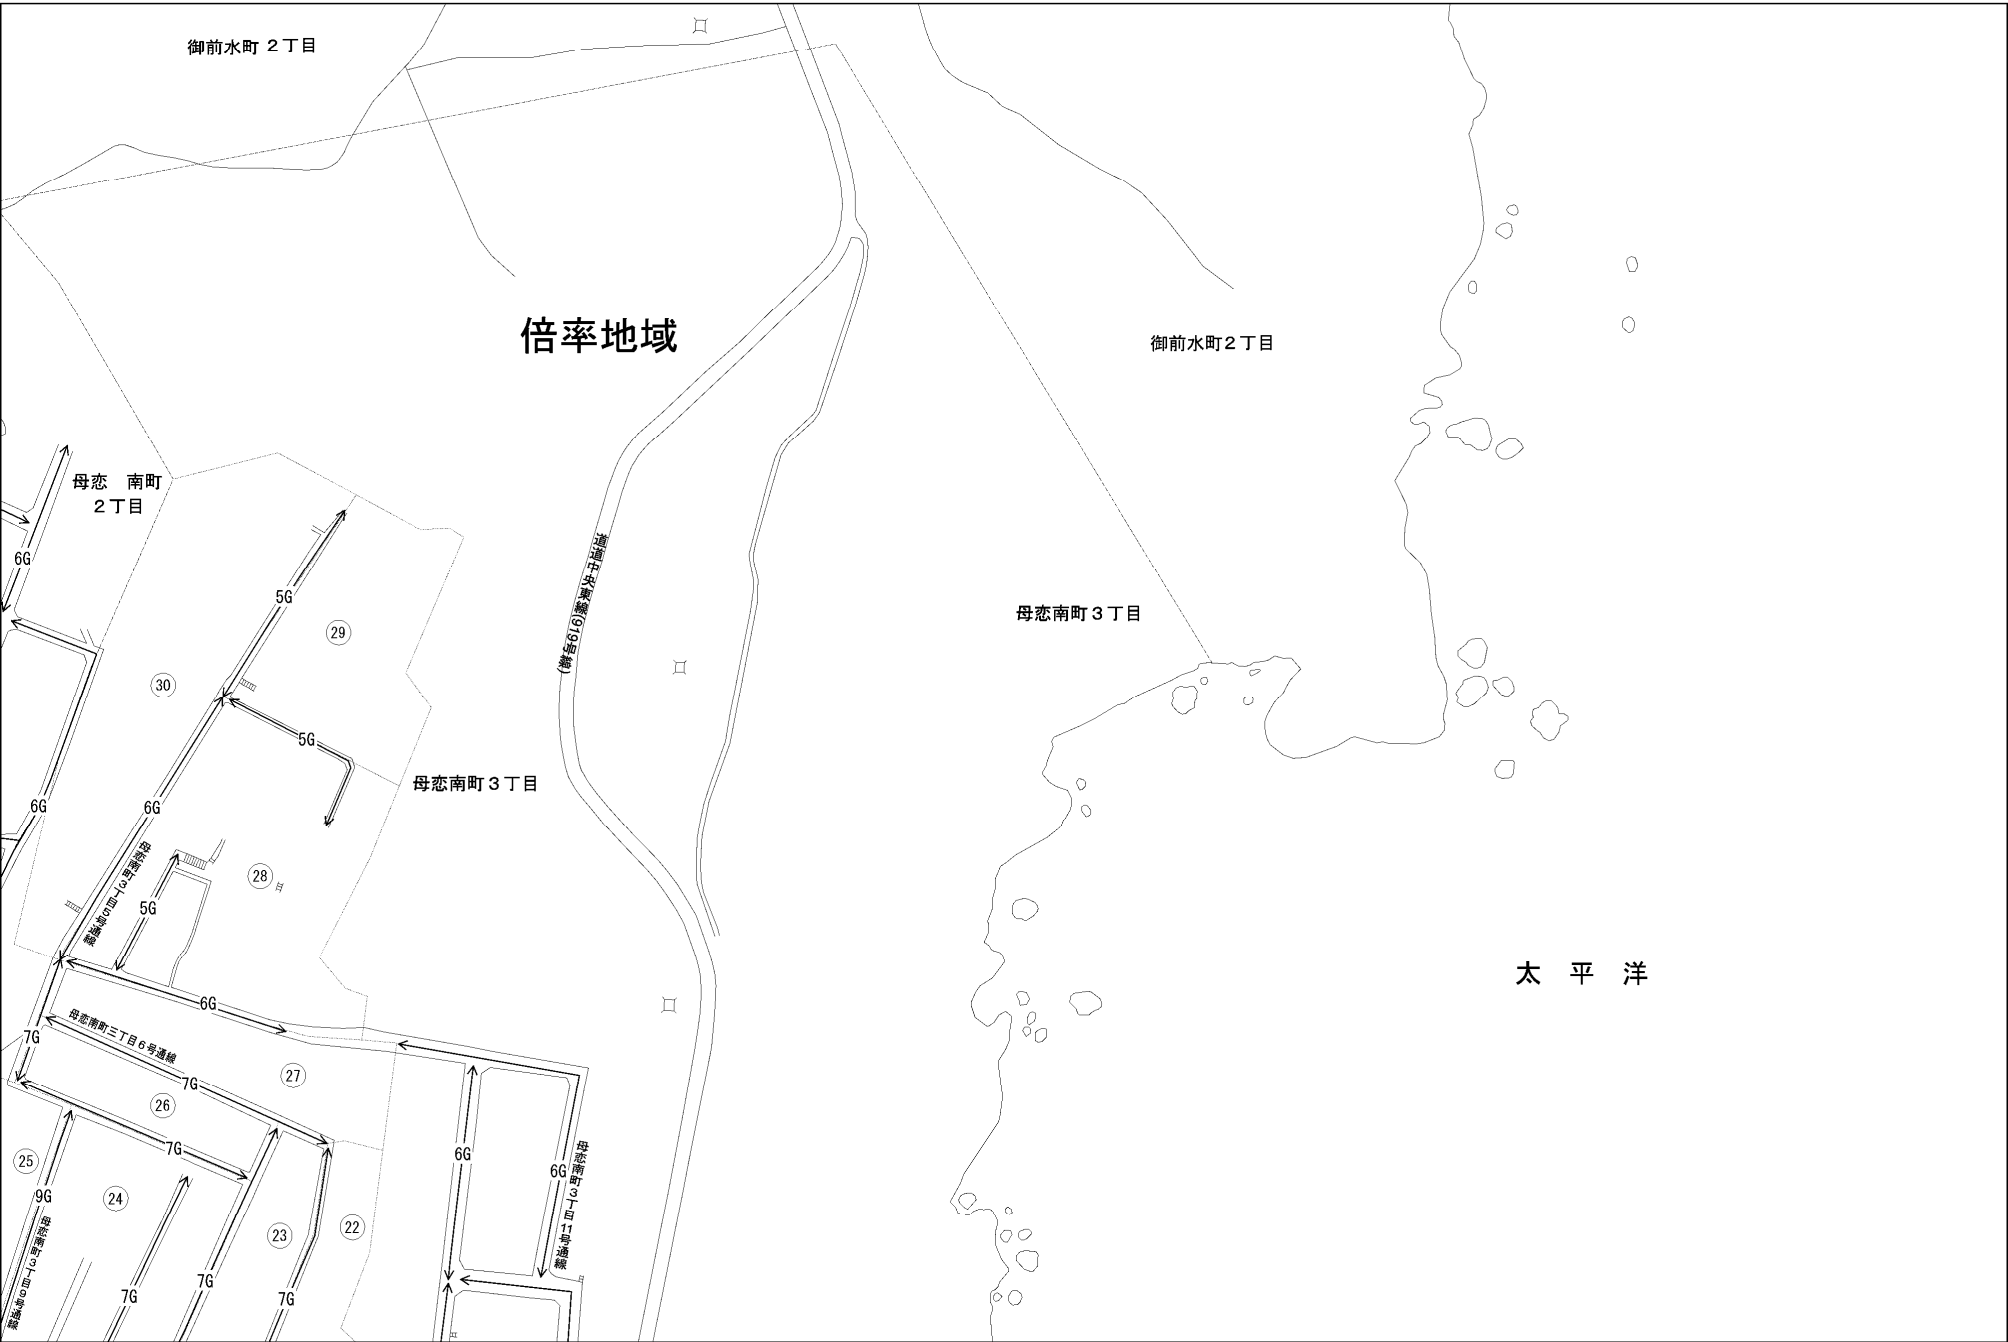 御前水町 2丁目
倍率地域
御前水町2丁目
母恋　南町
2丁目
6G
5G
29
道道中央東線(919号線)
母恋南町3丁目
30
5G
母恋南町3丁目
6G
6G
母恋南町3丁目5号通線
28
5G
太　平　洋
6G
7G
母恋南町三丁目6号通線
27
7G
26
7G
6G
6G
母恋南町3丁目11号通線
25
24
9G
母恋南町3丁目9号通線
23
22
7G
7G
7G